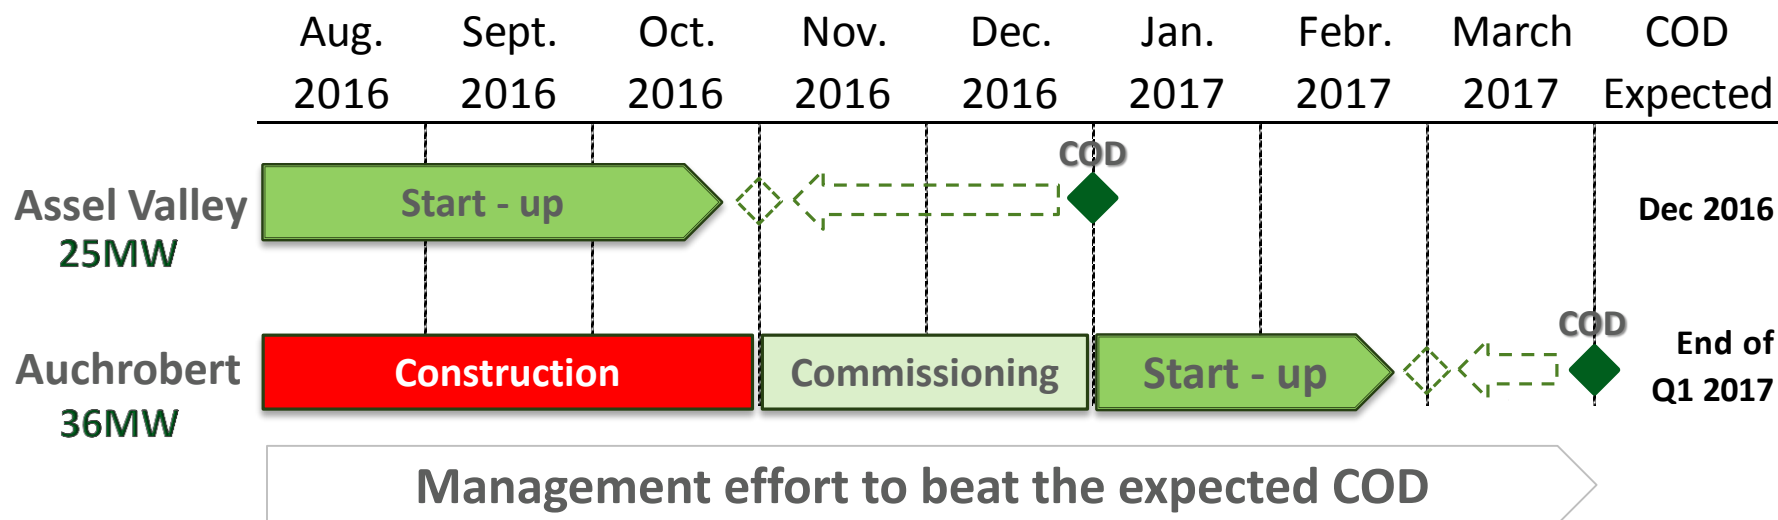 Aug. Sept. Oct. Nov. Dec. Jan. Febr. March COD
2016 2016 2016 2016 2016 2017 2017 2017 Expected
COD
Assel Valley Start - up Dec 2016
25MW
COD
Auchrobert Construction Commissioning Start - up End of
36MW Q1 2017
Management effort to beat the expected COD